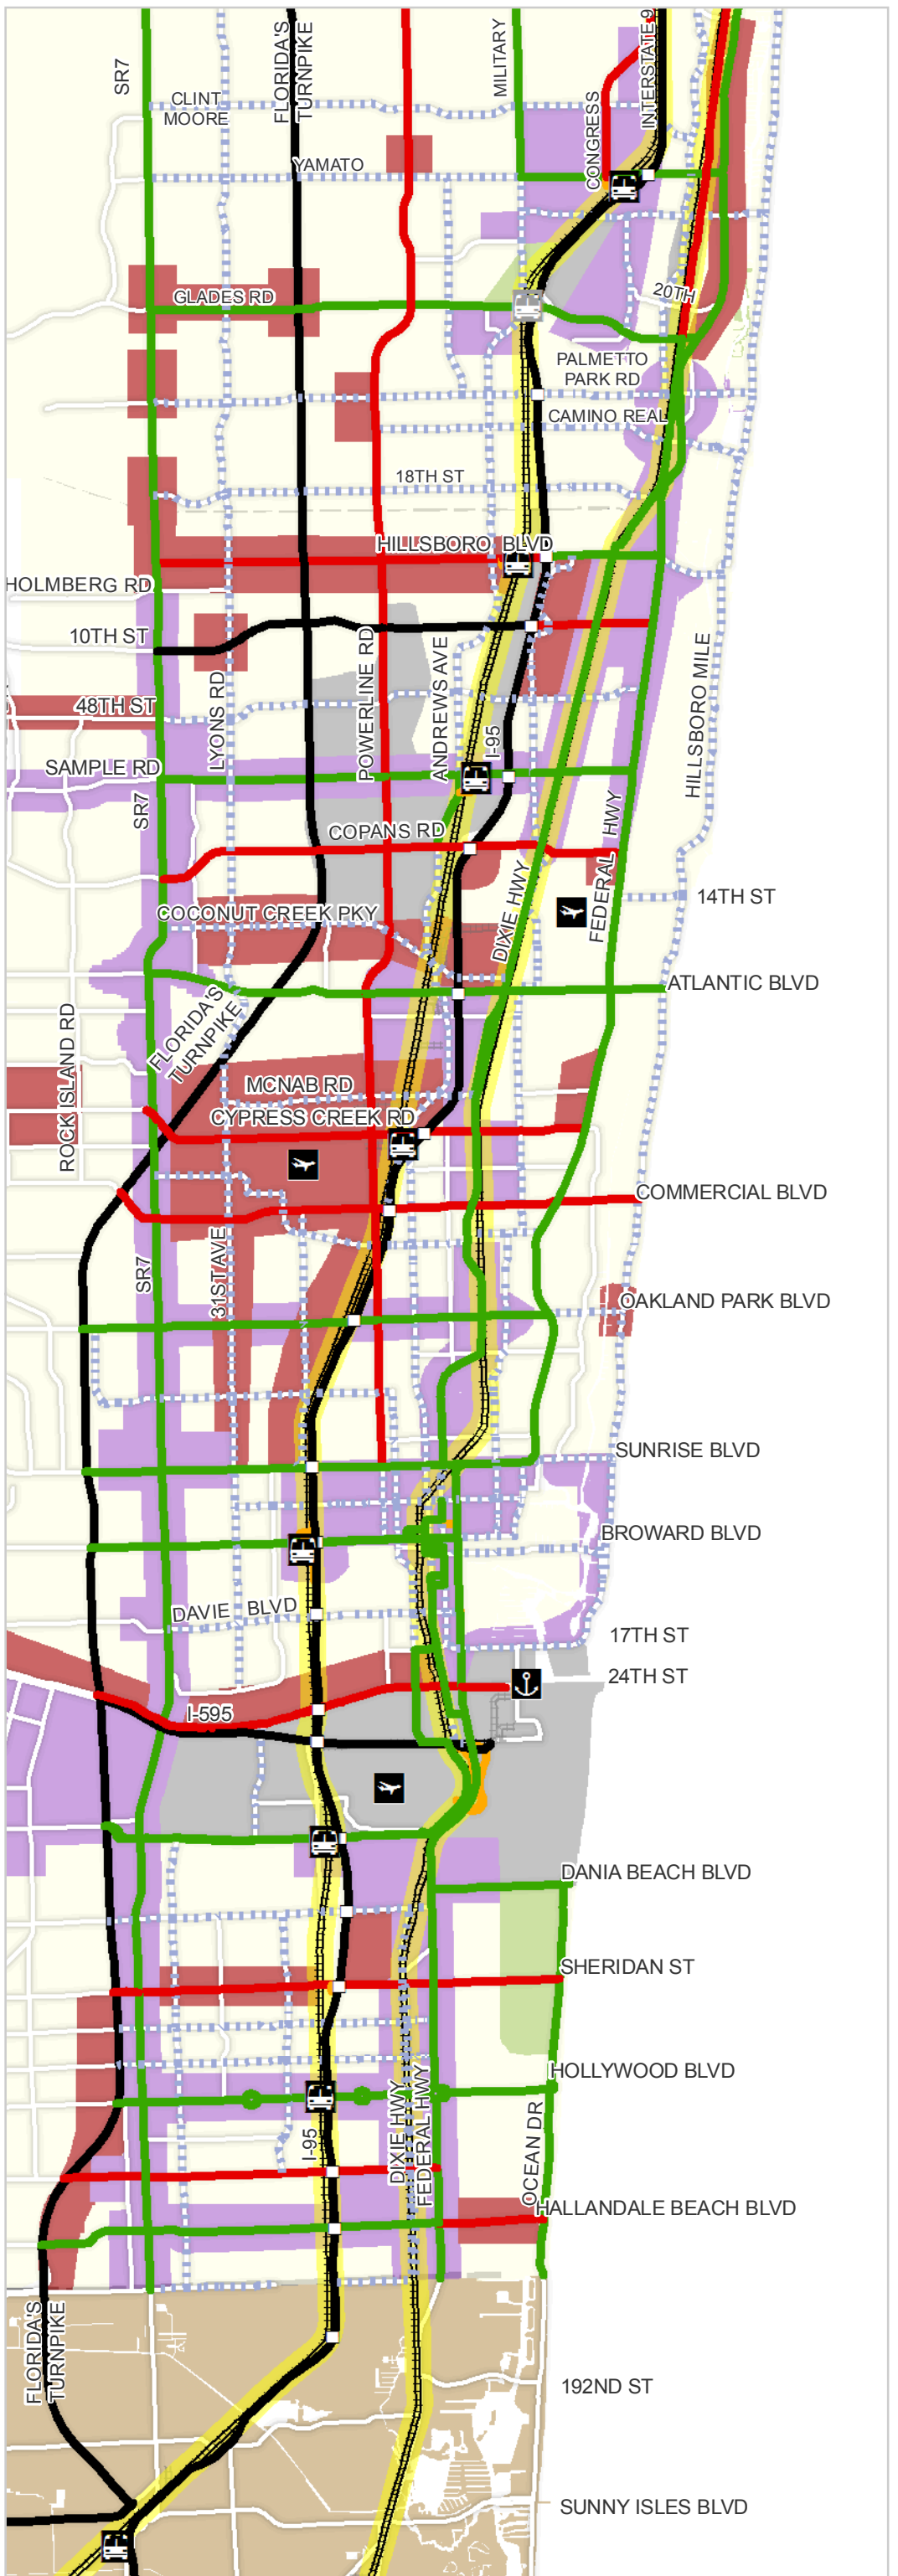 SR7
FLORIDA'S
TURNPIKE
MILITARY
INTERSTATE 9
CONGRESS
CLINT
MOORE
YAMATO
GLADES RD
20TH
PALMETTO
PARK RD
CAMINO REAL
18TH ST
HILLSBORO BLVD
HOLMBERG RD
10TH ST
48TH ST
LYONS RD
POWERLINE RD
ANDREWS AVE
I-95
HILLSBORO MILE
SAMPLE RD
SR7
COPANS RD
FEDERAL HWY
DIXIE HWY
14TH ST
COCONUT CREEK PKY
ATLANTIC BLVD
FLORIDA'S
TURNPIKE
ROCK ISLAND RD
MCNAB RD
CYPRESS CREEK RD
COMMERCIAL BLVD
SR7
31ST AVE
OAKLAND PARK BLVD
SUNRISE BLVD
BROWARD BLVD
DAVIE BLVD
17TH ST
24TH ST
I-595
DANIA BEACH BLVD
SHERIDAN ST
HOLLYWOOD BLVD
I-95
DIXIE HWY
FEDERAL HWY
OCEAN DR
HALLANDALE BEACH BLVD
FLORIDA'S
TURNPIKE
192ND ST
SUNNY ISLES BLVD